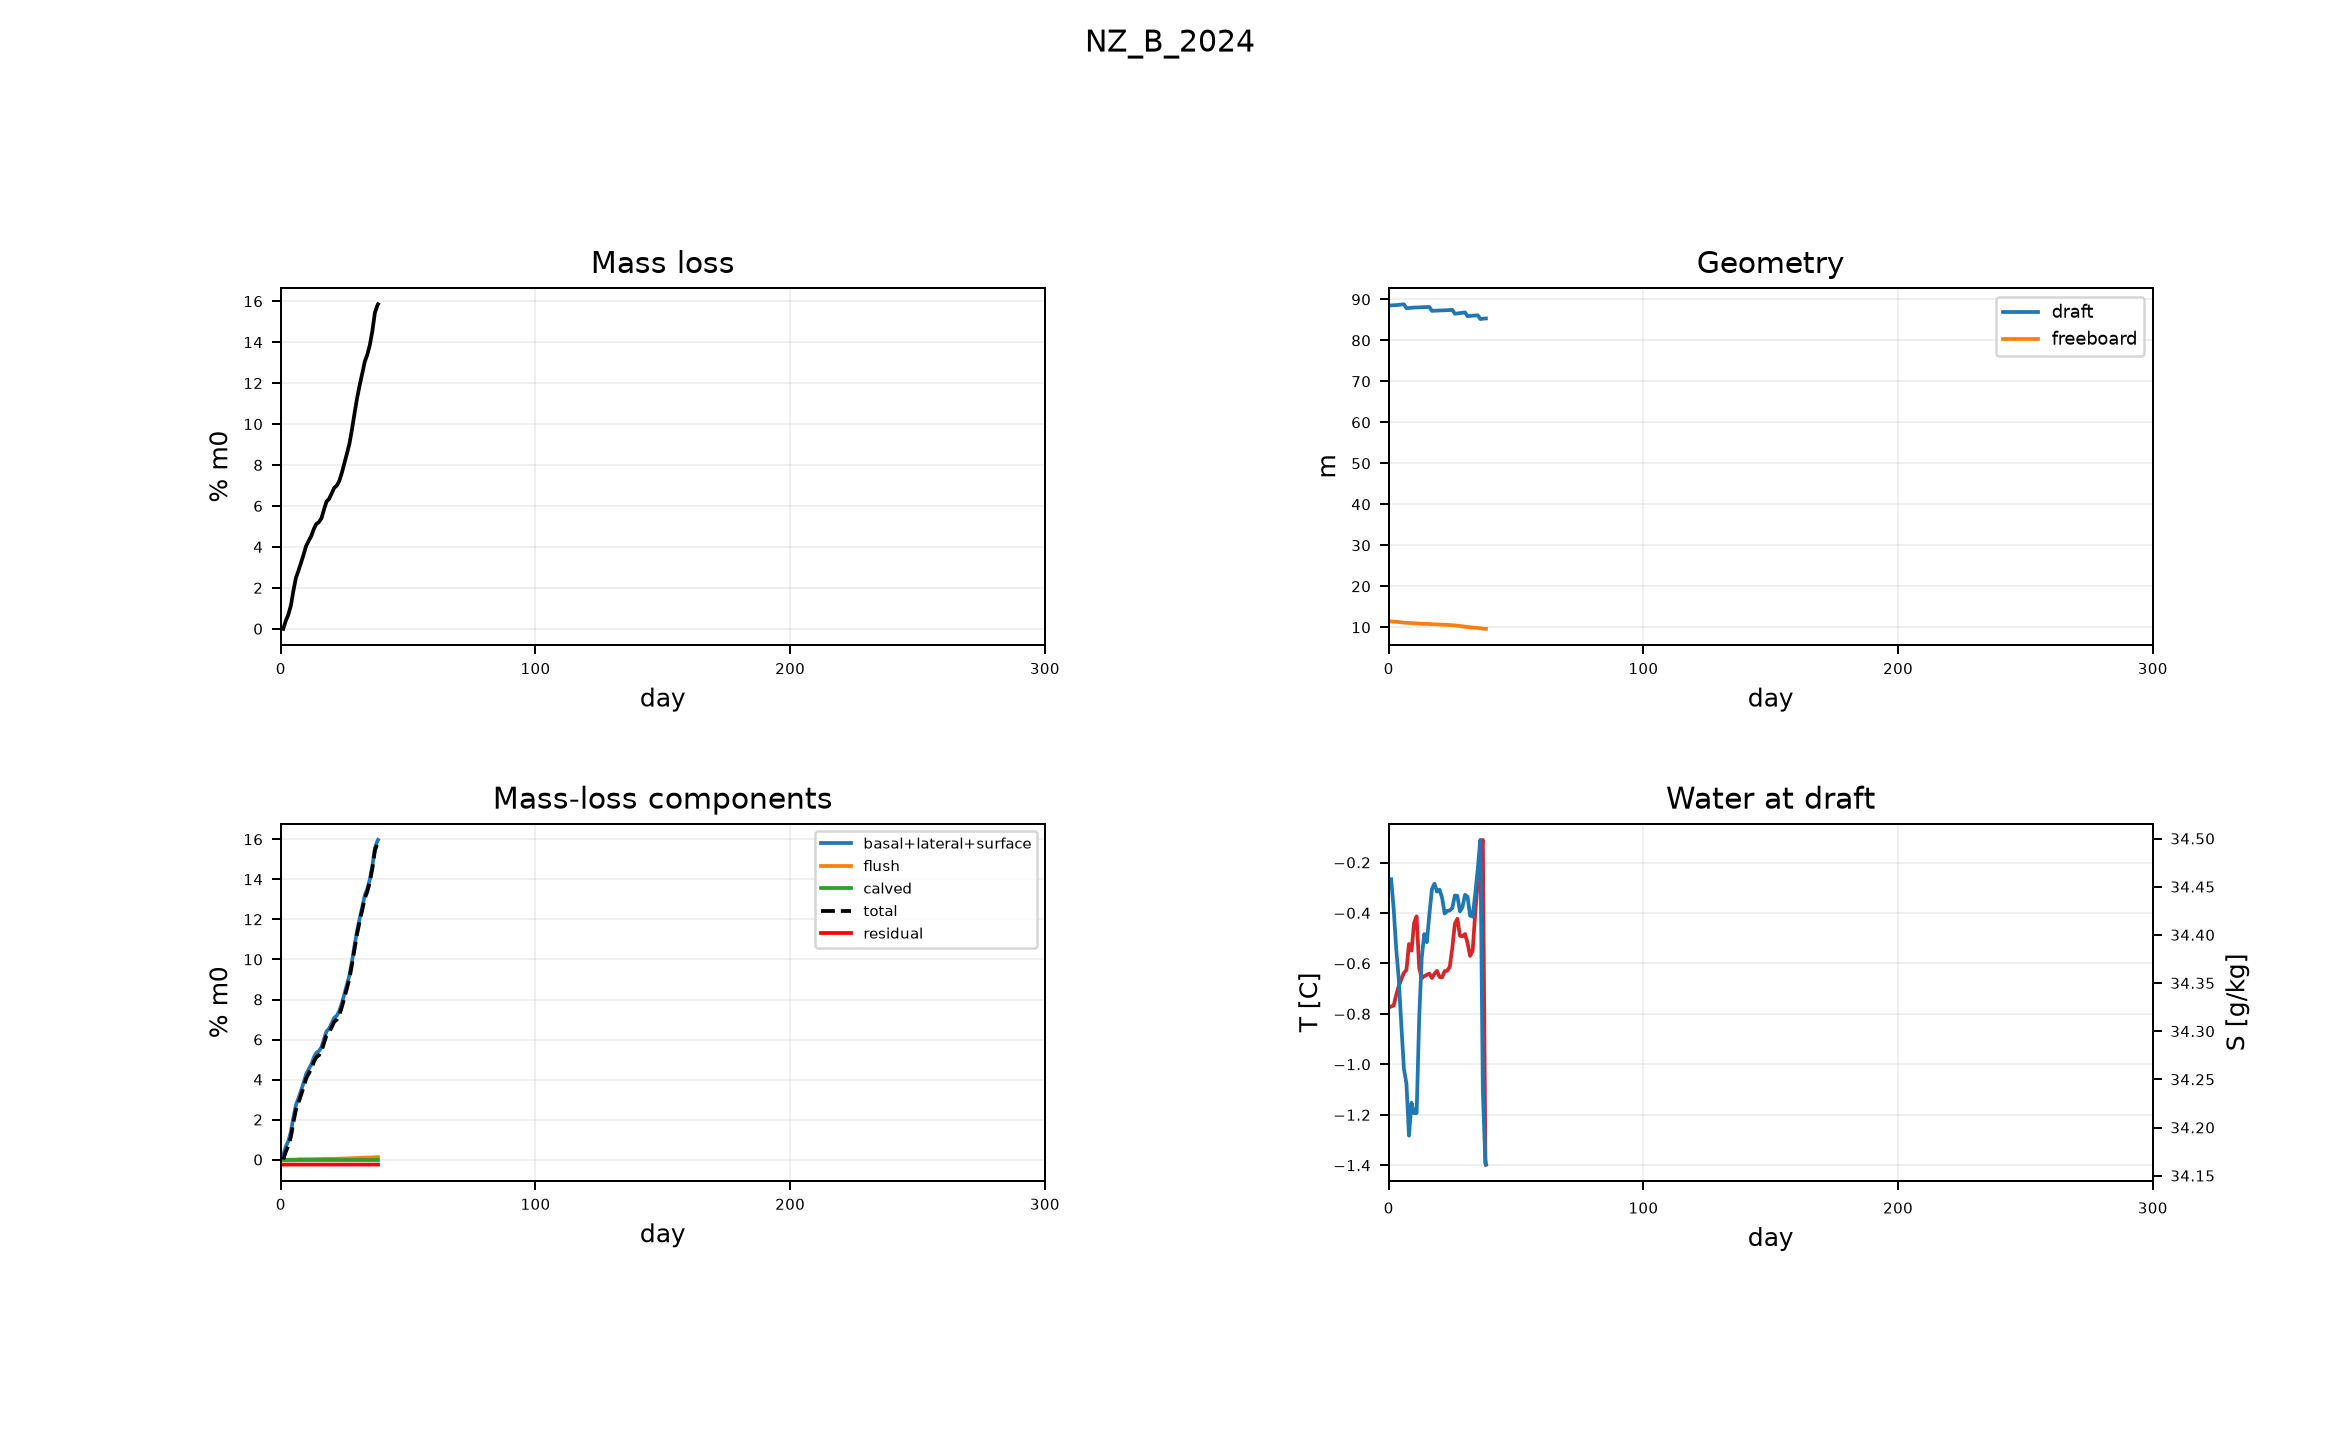 NZ_B_2024
Mass loss
% m0
16
14
12
10
8
6
4
2
0
0 100 200 300
day
Geometry
m
90
80
70
60
50
40
30
20
10
draft
freeboard
0 100 200 300
day
Mass-loss components
% m0
16
14
12
10
8
6
4
2
0
basal+lateral+surface
flush
calved
total
residual
0 100 200 300
day
Water at draft
T [C]
−0.2
−0.4
−0.6
−0.8
−1.0
−1.2
−1.4
34.50
34.45
34.40
34.35
34.30
34.25
34.20
34.15
S [g/kg]
0 100 200 300
day